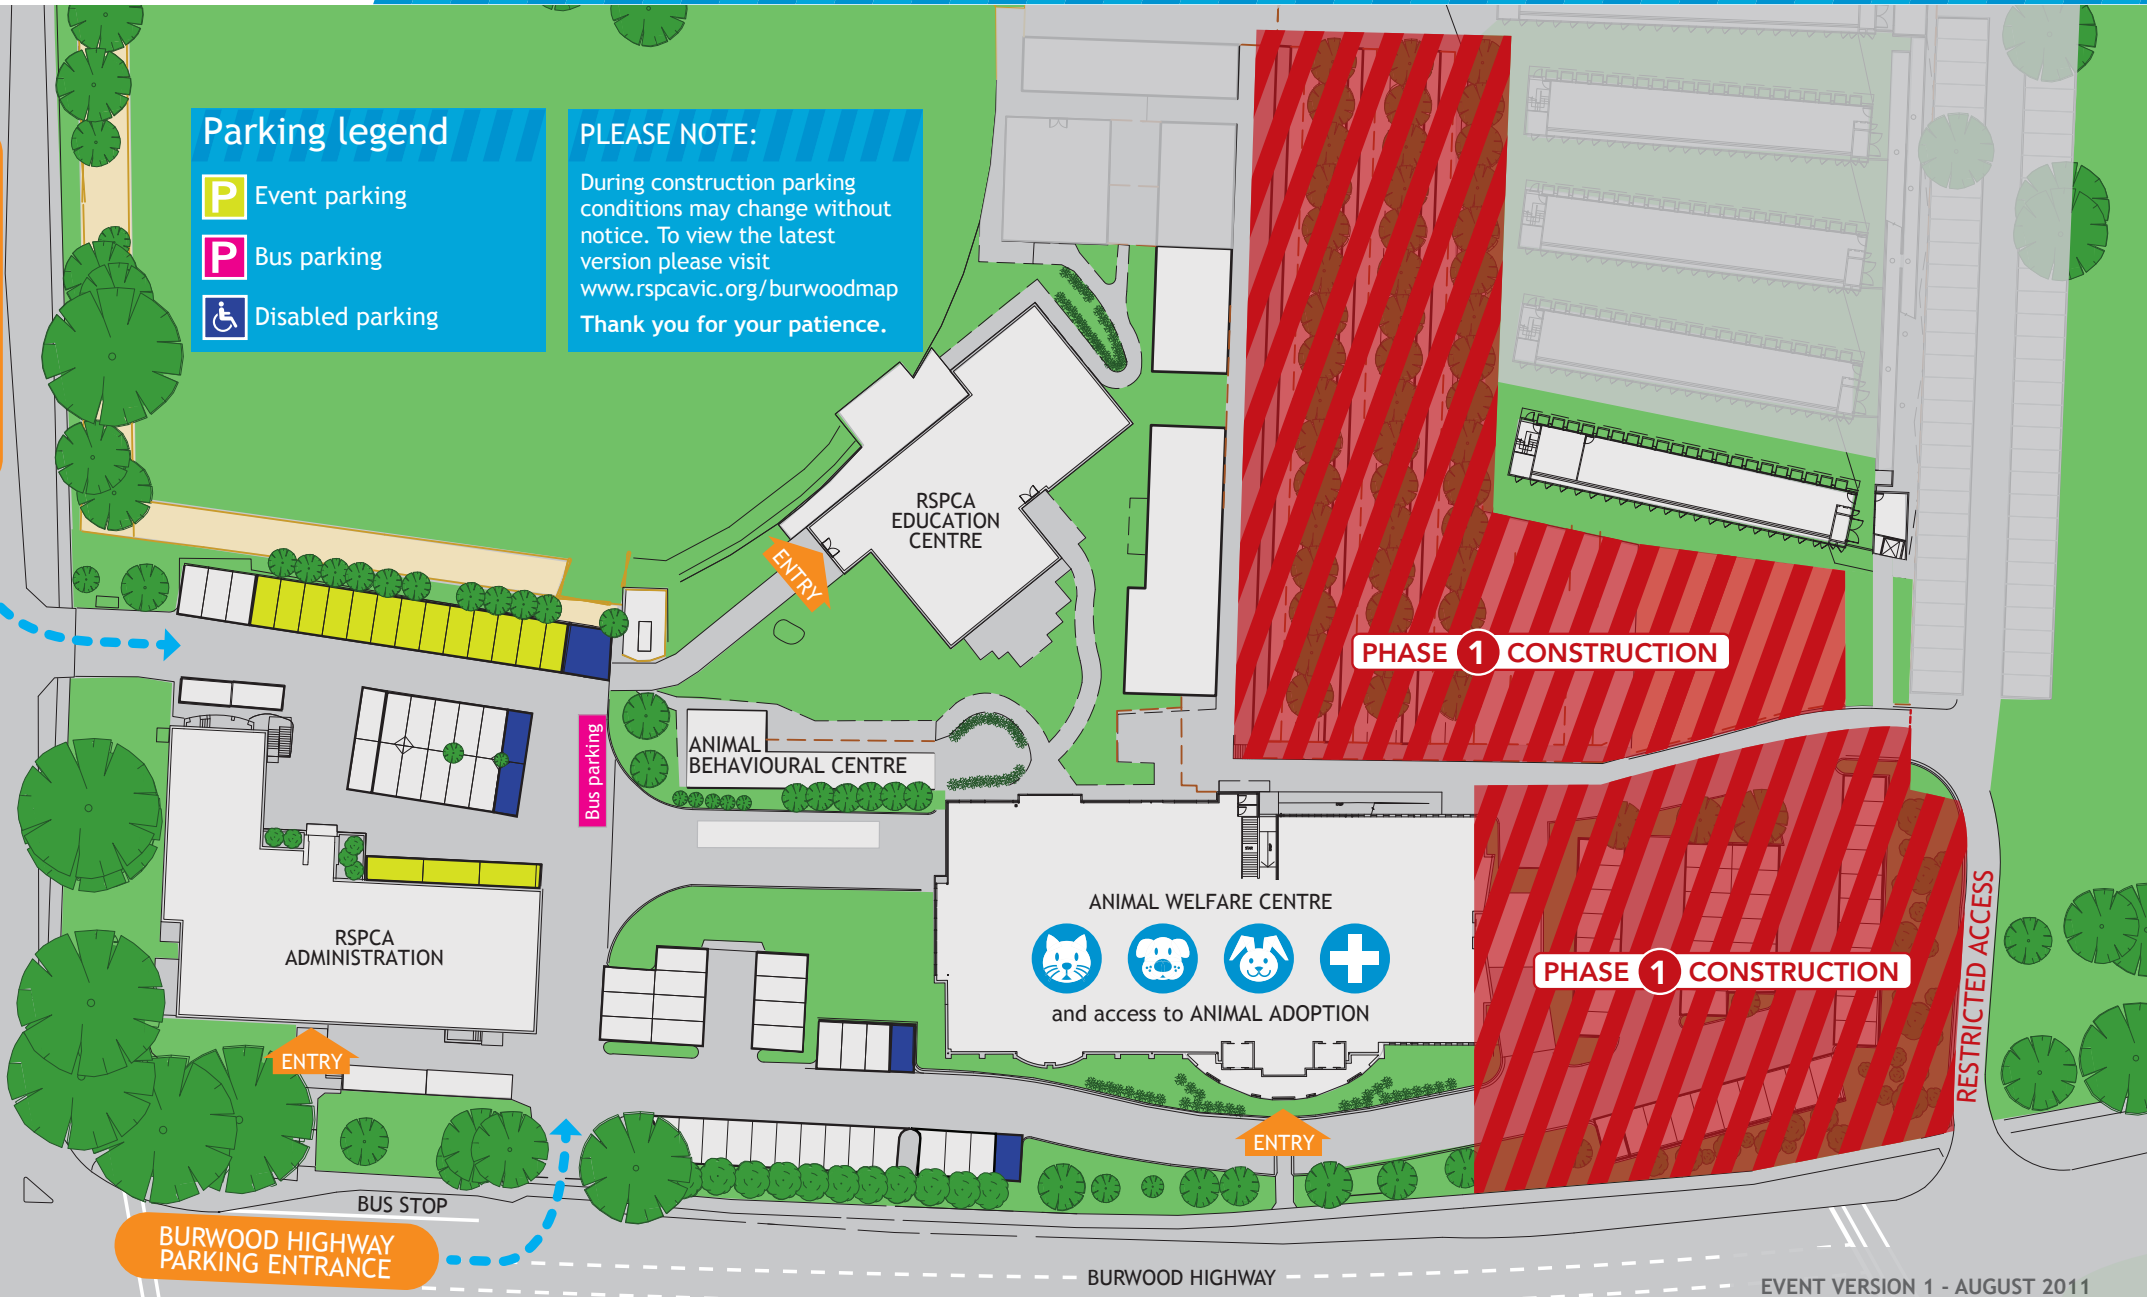 Parking legend
P Event parking
P Bus parking
Disabled parking
PLEASE NOTE:
During construction parking
conditions may change without
notice. To view the latest
version please visit
www.rspcavic.org/burwoodmap
Thank you for your patience.
RSPCA
EDUCATION
CENTRE
ENTRY
PHASE 1 CONSTRUCTION
Bus parking
ANIMAL
BEHAVIOURAL CENTRE
ANIMAL WELFARE CENTRE
and access to ANIMAL ADOPTION
RSPCA
ADMINISTRATION
PHASE 1 CONSTRUCTION
RESTRICTED ACCESS
ENTRY
ENTRY
BUS STOP
BURWOOD HIGHWAY
PARKING ENTRANCE
BURWOOD HIGHWAY
EVENT VERSION 1 - AUGUST 2011